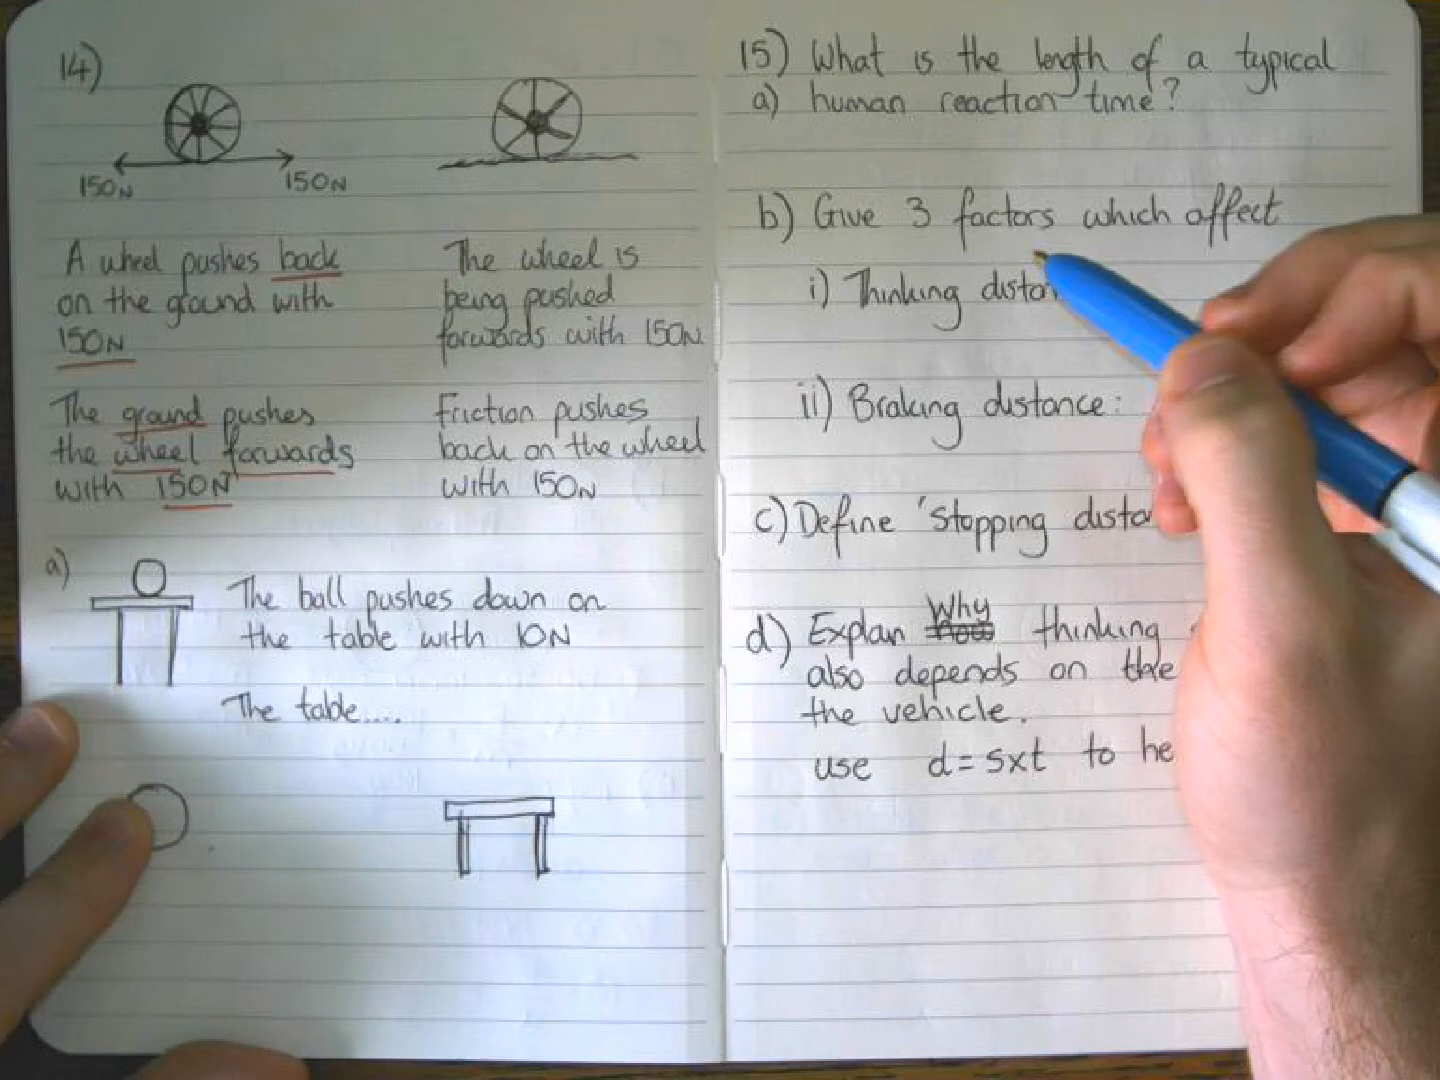 14)
150N
150N
A wheel pushes back
on the ground with
150N
The wheel is
being pushed
forwards with 150N
The ground pushes
the wheel forwards
with 150N
Friction pushes
back on the wheel
with 150N
a)
The ball pushes down on
the table with 10N
The table....
15) What is the length of a typical
a) human reaction time?
b) Give 3 factors which affect
i) Thinking
ii) Braking distance:
c) Define 'Stopping
d) Explain Why thinking
also depends on the
the vehicle.
use d=sxt to